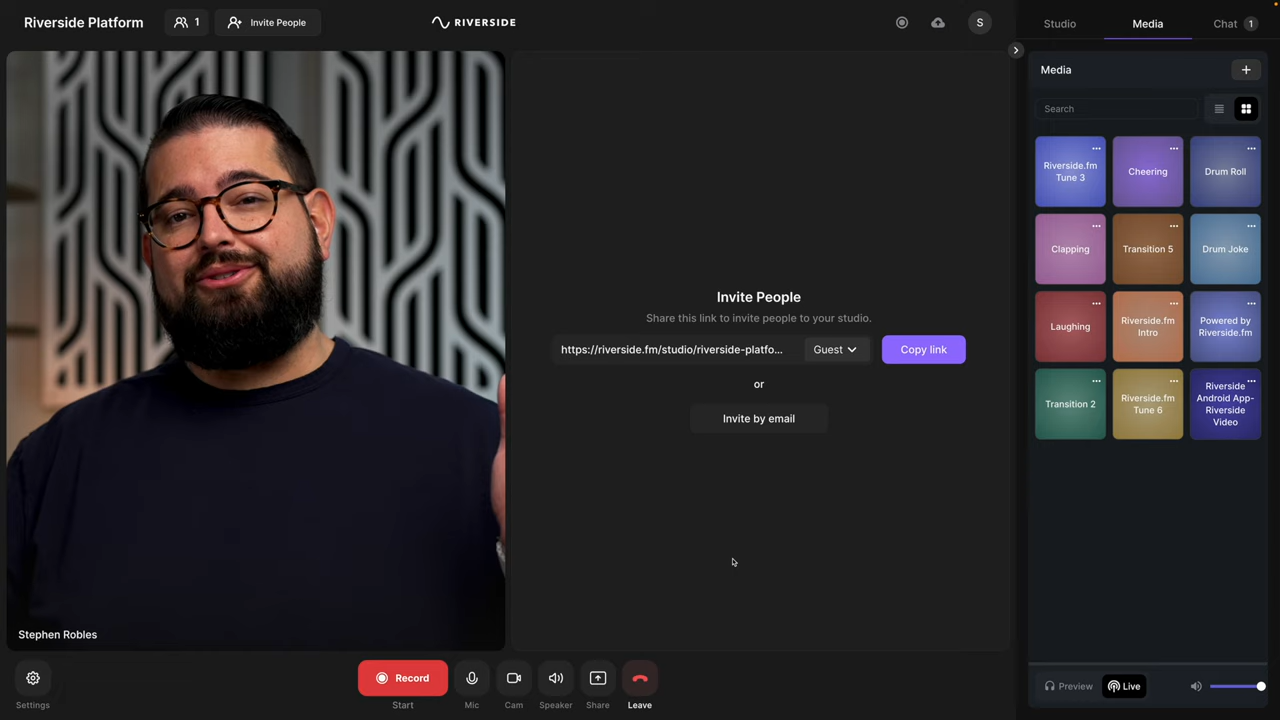 Riverside Platform
1
Invite People
RIVERSIDE
S
Studio
Media
Chat 1
Media
Search
Riverside.fm
Tune 3
Cheering
Drum Roll
Clapping
Transition 5
Drum Joke
Laughing
Riverside.fm
Intro
Powered by
Riverside.fm
Transition 2
Riverside.fm
Tune 6
Riverside
Android App-
Riverside
Video
Invite People
Share this link to invite people to your studio.
https://riverside.fm/studio/riverside-platfo...
Guest
Copy link
or
Invite by email
Stephen Robles
Settings
Record
Start
Mic
Cam
Speaker
Share
Leave
Preview
Live